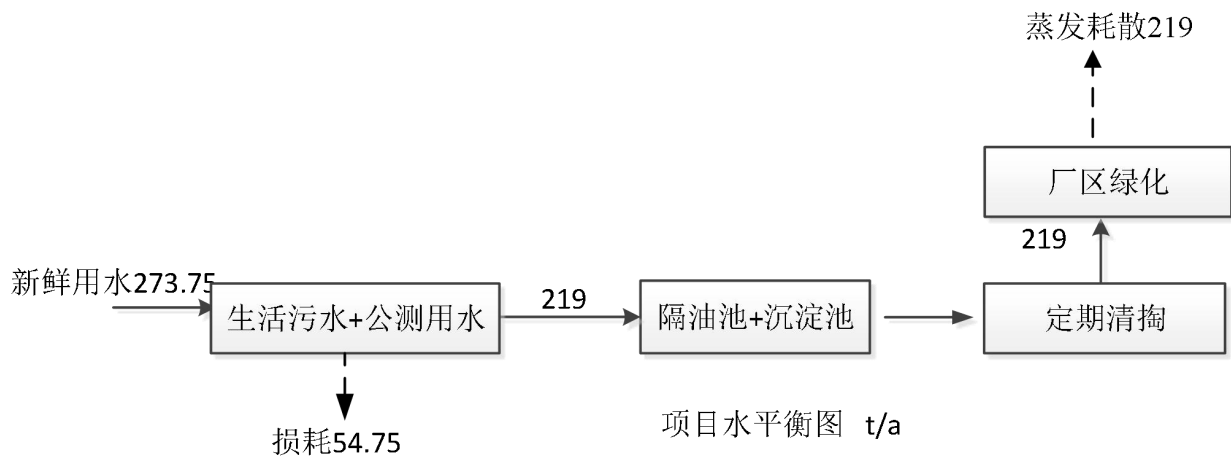 蒸发耗散219
厂区绿化
219
新鲜用水273.75
生活污水+公测用水
219
隔油池+沉淀池
定期清掏
损耗54.75
项目水平衡图 t/a